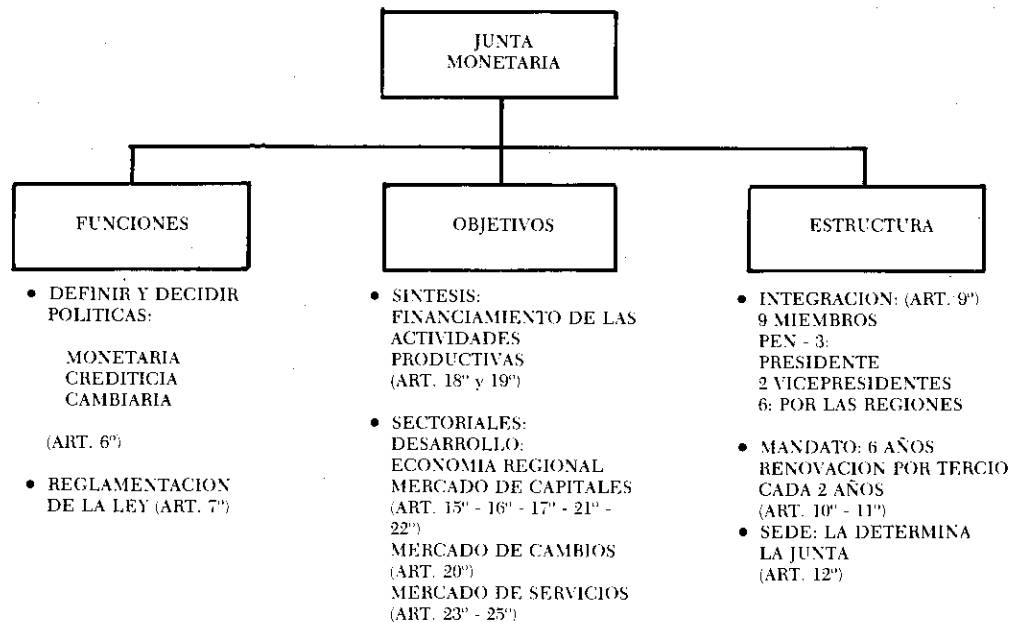 JUNTA
MONETARIA
FUNCIONES
• DEFINIR Y DECIDIR
POLITICAS:
MONETARIA
CREDITICIA
CAMBIARIA
(ART. 6º)
• REGLAMENTACION
DE LA LEY (ART. 7º)
OBJETIVOS
• SINTESIS:
FINANCIAMIENTO DE LAS
ACTIVIDADES
PRODUCTIVAS
(ART. 18º y 19º)
• SECTORIALES:
DESARROLLO:
ECONOMIA REGIONAL
MERCADO DE CAPITALES
(ART. 15º - 16º - 17º - 21º -
22º)
MERCADO DE CAMBIOS
(ART. 20º)
MERCADO DE SERVICIOS
(ART. 23º - 25º)
ESTRUCTURA
• INTEGRACION: (ART. 9º)
9 MIEMBROS
PEN - 3:
PRESIDENTE
2 VICEPRESIDENTES
6: POR LAS REGIONES
• MANDATO: 6 AÑOS
RENOVACION POR TERCIO
CADA 2 AÑOS
(ART. 10º - 11º)
• SEDE: LA DETERMINA
LA JUNTA
(ART. 12º)